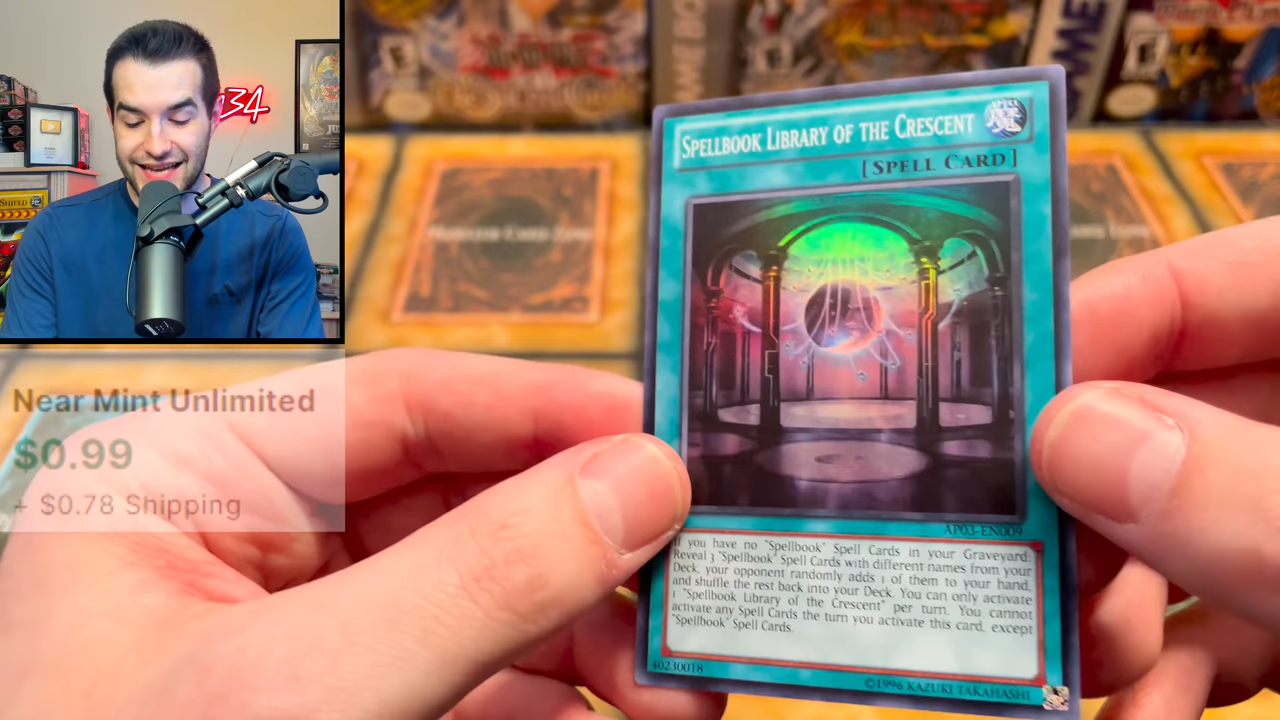 34
SHIELD
SPELLBOOK LIBRARY OF THE CRESCENT
[SPELL CARD]
Near Mint Unlimited
$0.99
+ $0.78 Shipping
AP03-EN009
If you have no "Spellbook" Spell Cards in your Graveyard:
Reveal 3 "Spellbook" Spell Cards with different names from your
Deck, your opponent randomly adds 1 of them to your hand,
and shuffle the rest back into your Deck. You can only activate
1 "Spellbook Library of the Crescent" per turn. You cannot
activate any Spell Cards the turn you activate this card, except
"Spellbook" Spell Cards.
40230018
©1996 KAZUKI TAKAHASHI